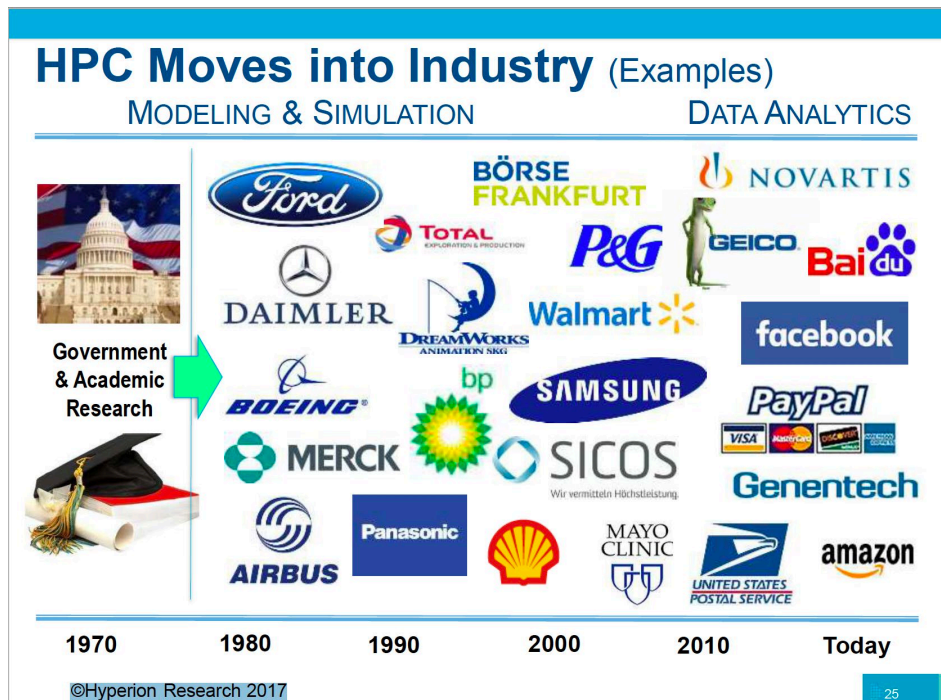 HPC Moves into Industry (Examples)
MODELING & SIMULATION
DATA ANALYTICS
Government
& Academic
Research
Ford
BÖRSE
FRANKFURT
NOVARTIS
TOTAL
EXPLORATION & PRODUCTION
P&G
GEICO.
Bai du
DAIMLER
DREAMWORKS
ANIMATION SKG
Walmart
facebook
BOEING®
bp
SAMSUNG
PayPal
VISA
MasterCard
DISCOVER
MERCK
SICOS
Wir vermitteln Höchstleistung.
Genentech
AIRBUS
Panasonic
MAYO
CLINIC
UNITED STATES
POSTAL SERVICE
amazon
1970
1980
1990
2000
2010
Today
©Hyperion Research 2017
25